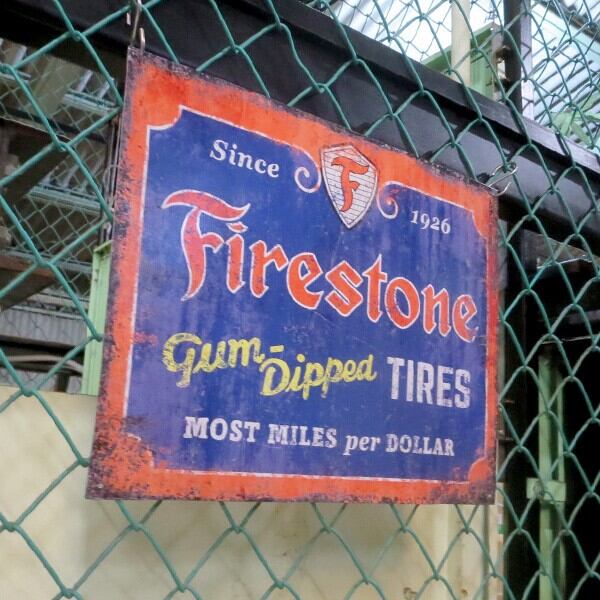 Since F 1926
Firestone
Gum-Dipped TIRES
MOST MILES per DOLLAR